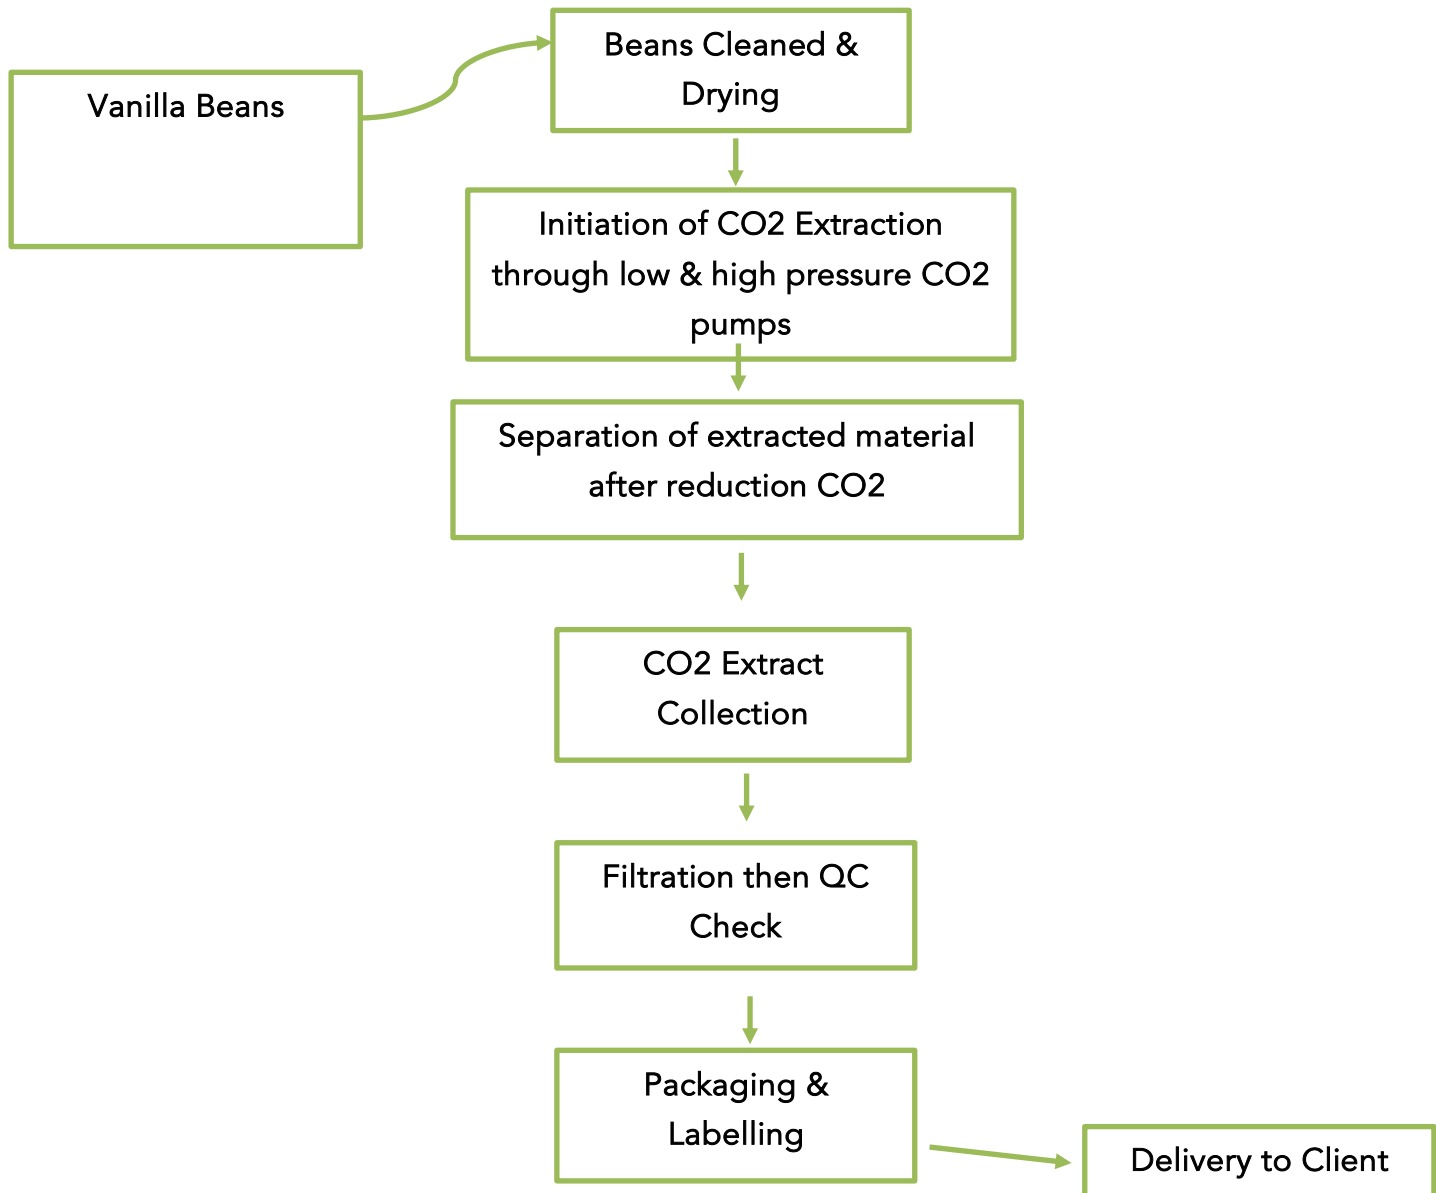 Vanilla Beans
Beans Cleaned &
Drying
Initiation of CO2 Extraction
through low & high pressure CO2
pumps
Separation of extracted material
after reduction CO2
CO2 Extract
Collection
Filtration then QC
Check
Packaging &
Labelling
Delivery to Client